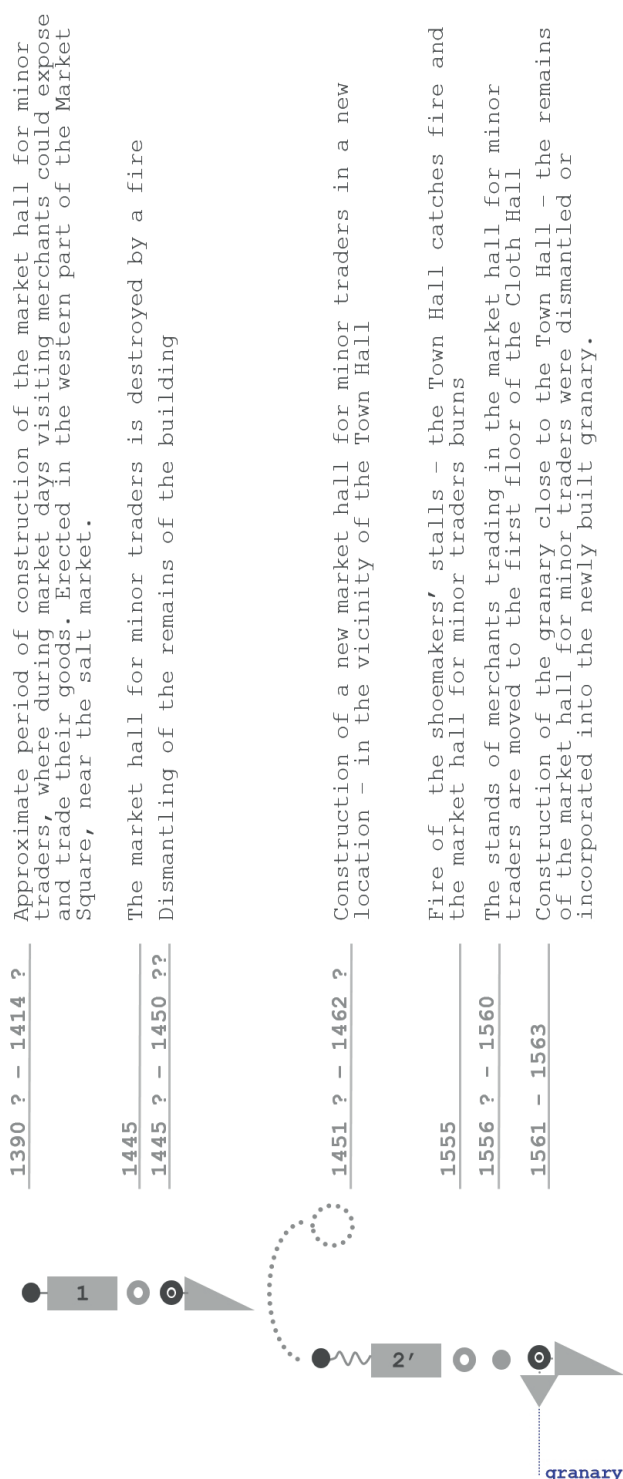 1390 ? – 1414 ?
Approximate period of construction of the market hall for minor
traders, where during market days visiting merchants could expose
and trade their goods. Erected in the western part of the Market
Square, near the salt market.
1445
The market hall for minor traders is destroyed by a fire
1445 ? – 1450 ??
Dismantling of the remains of the building
1451 ? – 1462 ?
Construction of a new market hall for minor traders in a new
location – in the vicinity of the Town Hall
1555
Fire of the shoemakers’ stalls – the Town Hall catches fire and
the market hall for minor traders burns
1556 ? – 1560
The stands of merchants trading in the market hall for minor
traders are moved to the first floor of the Cloth Hall
1561 – 1563
Construction of the granary close to the Town Hall – the remains
of the market hall for minor traders were dismantled or
incorporated into the newly built granary.
1
2’
granary